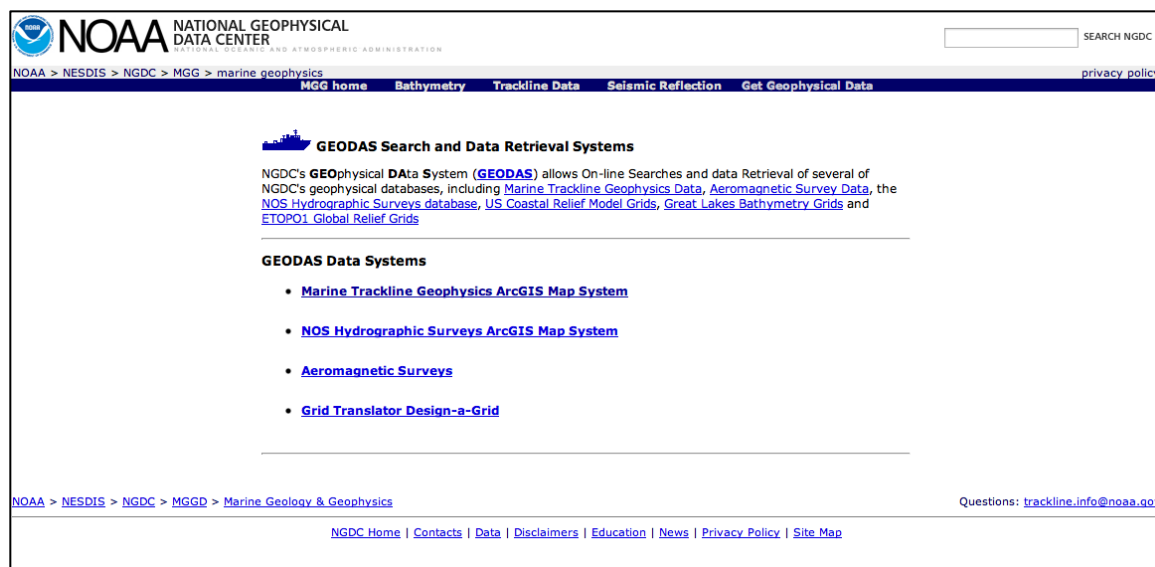 NOAA NATIONAL GEOPHYSICAL
DATA CENTER
NATIONAL OCEANIC AND ATMOSPHERIC ADMINISTRATION
SEARCH NGDC
NOAA > NESDIS > NGDC > MGG > marine geophysics
privacy policy
MGG home Bathymetry Trackline Data Seismic Reflection Get Geophysical Data
GEODAS Search and Data Retrieval Systems
NGDC's GEOphysical DAta System (GEODAS) allows On-line Searches and data Retrieval of several of
NGDC's geophysical databases, including Marine Trackline Geophysics Data, Aeromagnetic Survey Data, the
NOS Hydrographic Surveys database, US Coastal Relief Model Grids, Great Lakes Bathymetry Grids and
ETOPO1 Global Relief Grids
GEODAS Data Systems
• Marine Trackline Geophysics ArcGIS Map System
• NOS Hydrographic Surveys ArcGIS Map System
• Aeromagnetic Surveys
• Grid Translator Design-a-Grid
NOAA > NESDIS > NGDC > MGGD > Marine Geology & Geophysics
Questions: trackline.info@noaa.gov
NGDC Home | Contacts | Data | Disclaimers | Education | News | Privacy Policy | Site Map